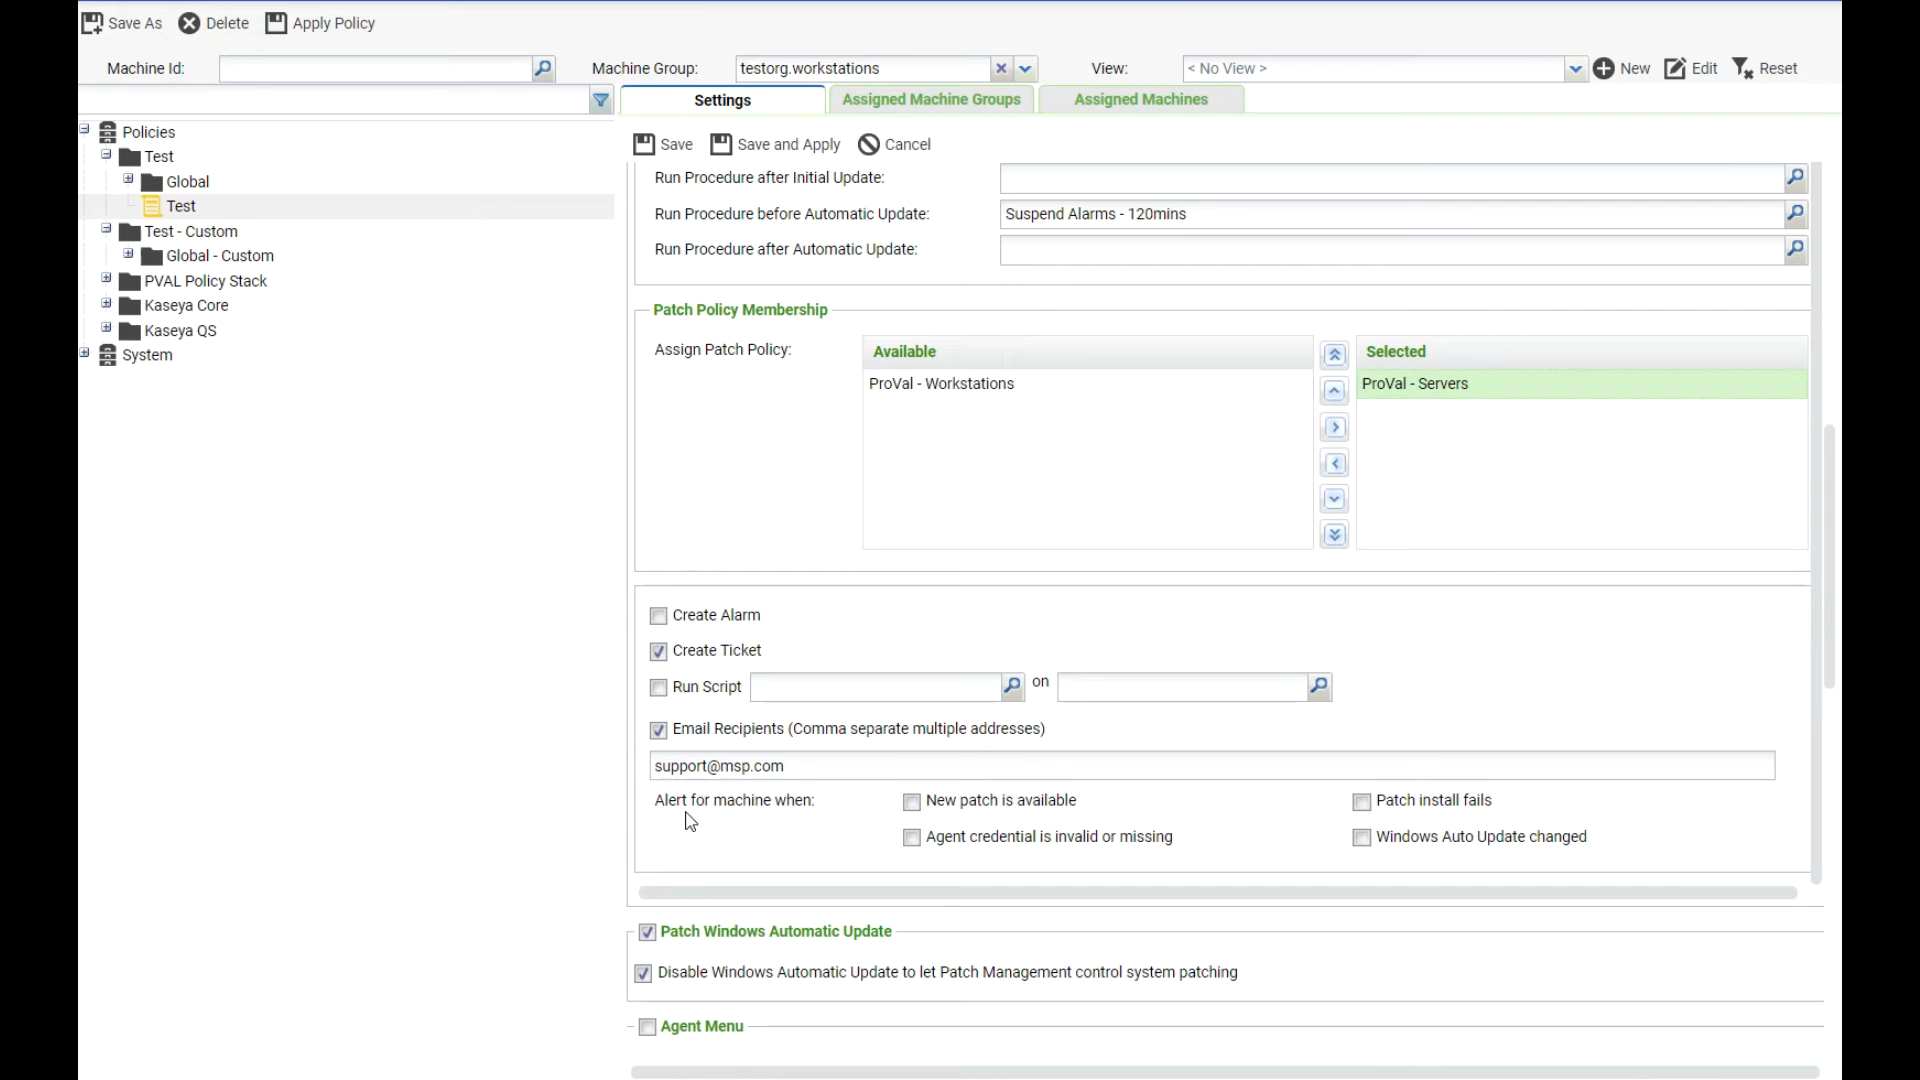 Save As Delete Apply Policy
Machine Id: Machine Group: testorg.workstations View: < No View > New Edit Reset
Settings Assigned Machine Groups Assigned Machines
Policies
Test
Global
Test
Test - Custom
Global - Custom
PVAL Policy Stack
Kaseya Core
Kaseya QS
System
Save Save and Apply Cancel
Run Procedure after Initial Update:
Run Procedure before Automatic Update: Suspend Alarms - 120mins
Run Procedure after Automatic Update:
Patch Policy Membership
Assign Patch Policy: Available Selected
ProVal - Workstations ProVal - Servers
Create Alarm
Create Ticket
Run Script on
Email Recipients (Comma separate multiple addresses)
support@msp.com
Alert for machine when: New patch is available Patch install fails
Agent credential is invalid or missing Windows Auto Update changed
Patch Windows Automatic Update
Disable Windows Automatic Update to let Patch Management control system patching
Agent Menu